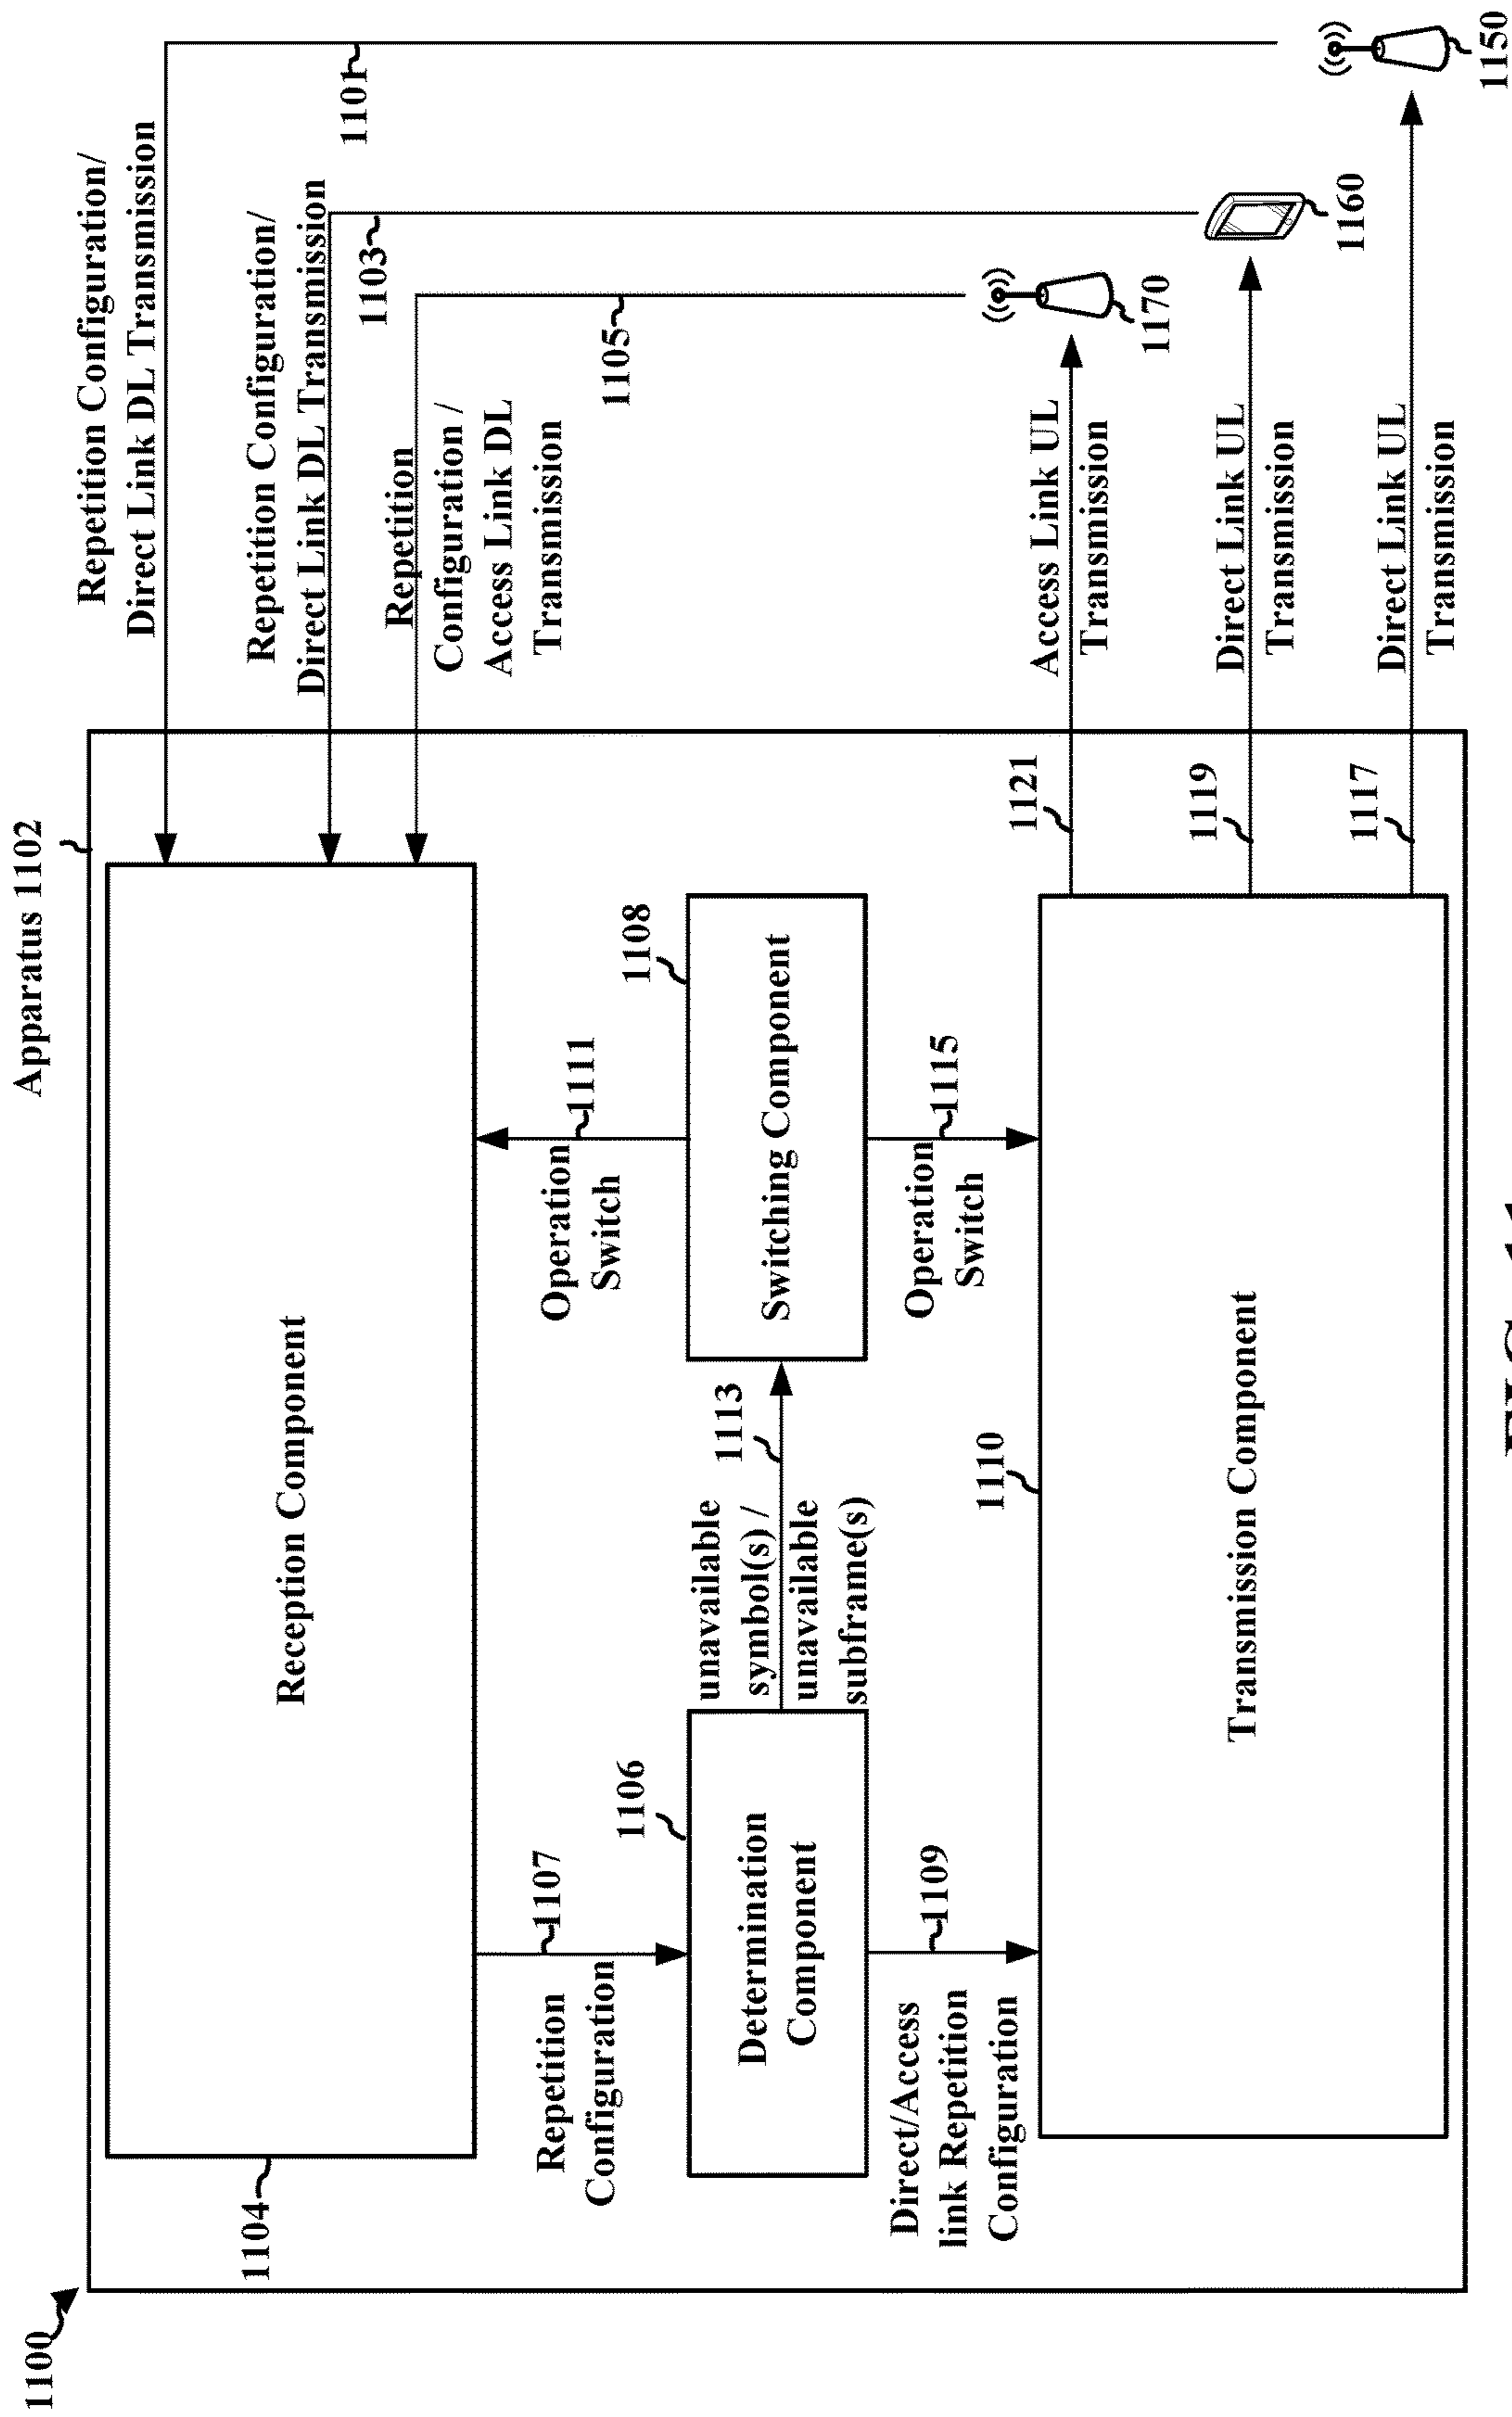 1100
Apparatus 1102
1104
Reception Component
Repetition Configuration/
Direct Link DL Transmission
1101
Repetition Configuration/
Direct Link DL Transmission
1103
Repetition
Configuration /
Access Link DL
Transmission
1105
Repetition
Configuration
1107
Operation
Switch
1111
1106
Determination
Component
unavailable
symbol(s) /
unavailable
subframe(s)
1113
1108
Switching Component
Direct/Access
link Repetition
Configuration
1109
Operation
Switch
1115
1110
Transmission Component
1121
Access Link UL
Transmission
1170
1119
Direct Link UL
Transmission
1160
1117
Direct Link UL
Transmission
1150